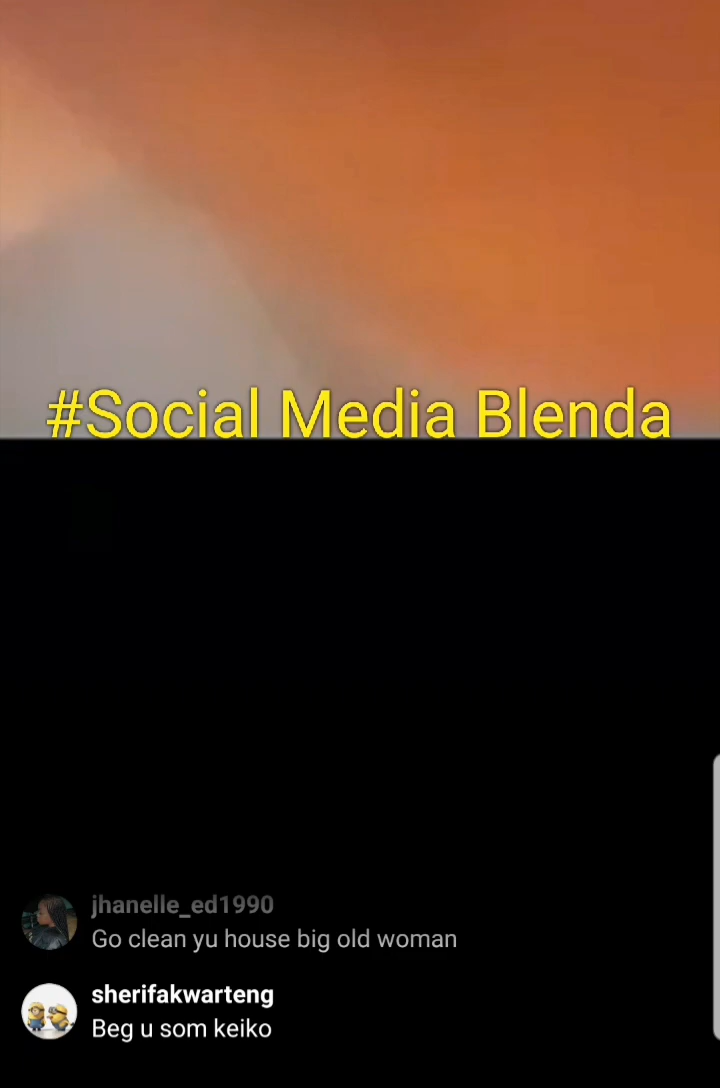 #Social Media Blenda
jhanelle_ed1990
Go clean yu house big old woman
sherifakwarteng
Beg u som keiko